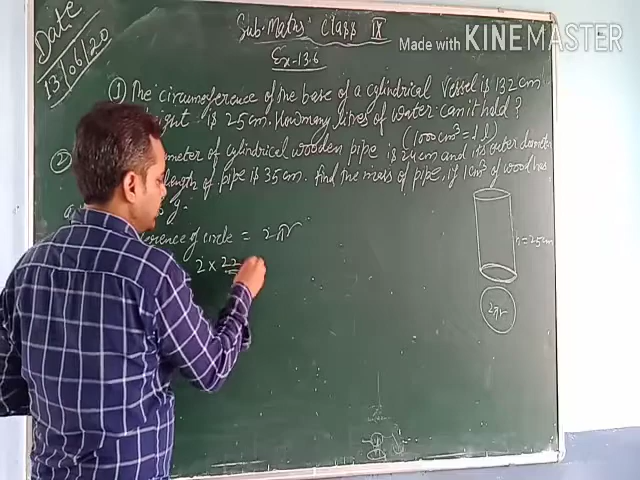 Date
13/06/20
Sub-Maths Class IX
Made with KINEMASTER
Ex-13.6
① The circumference of the base of a cylindrical vessel is 132 cm
height is 25cm. How many litres of water can it hold ?
(1000 cm³ = 1 l)
② meter of cylindrical wooden pipe is 24 cm and its outer diameter
length of pipe is 35 cm. Find the mass of pipe, if 1 cm³ of wood has
g.
ference of circle = 2πr
2 × 22
h = 25cm
2πr